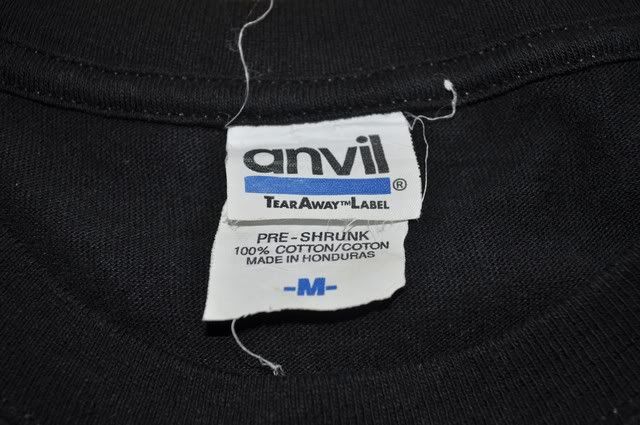 anvil
®
TEARAWAY™LABEL
PRE-SHRUNK
100% COTTON/COTON
MADE IN HONDURAS
-M-